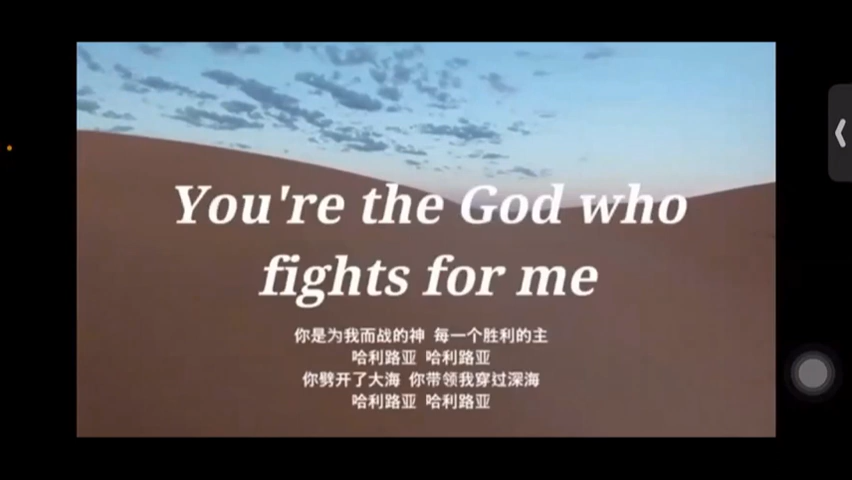 You're the God who
fights for me
你是为我而战的神 每一个胜利的主
哈利路亚 哈利路亚
你劈开了大海 你带领我穿过深海
哈利路亚 哈利路亚